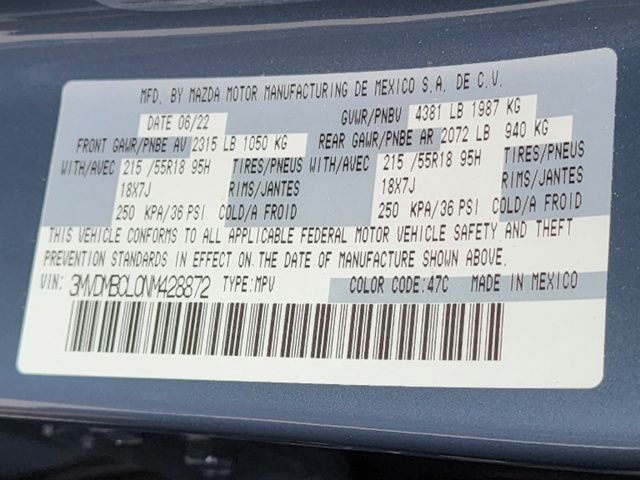 MFD. BY MAZDA MOTOR MANUFACTURING DE MEXICO S.A. DE C.V.
DATE 06/22 GVWR/PNBV 4381 LB 1987 KG
FRONT GAWR/PNBE AV 2315 LB 1050 KG REAR GAWR/PNBE AR 2072 LB 940 KG
WITH/AVEC 215 /55R18 95H TIRES/PNEUS WITH/AVEC 215 /55R18 95H TIRES/PNEUS
18X7J RIMS/JANTES 18X7J RIMS/JANTES
250 KPA/36 PSI COLD/A FROID 250 KPA/36 PSI COLD/A FROID
THIS VEHICLE CONFORMS TO ALL APPLICABLE FEDERAL MOTOR VEHICLE SAFETY AND THEFT
PREVENTION STANDARDS IN EFFECT ON THE DATE OF MANUFACTURE SHOWN ABOVE.
VIN: 3MVDMBCL0NM428872 TYPE:MPV COLOR CODE:47C MADE IN MEXICO